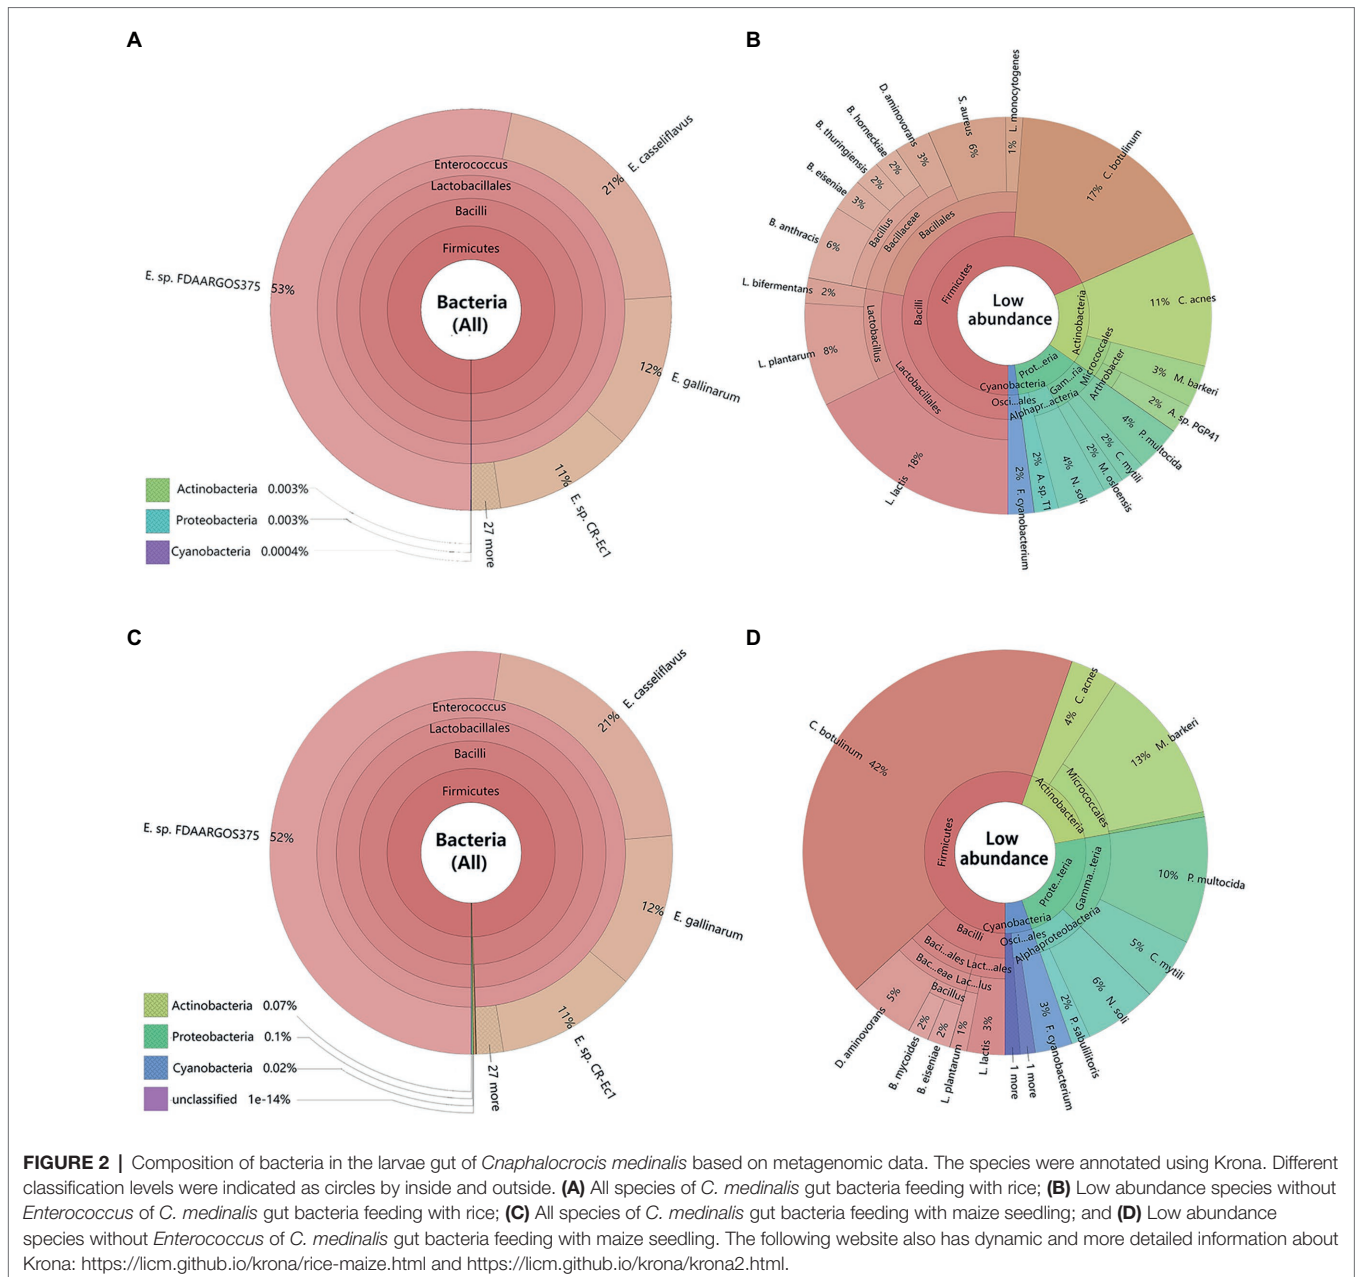 A
Bacteria
(All)
Firmicutes
Bacilli
Lactobacillales
Enterococcus
E. sp. FDAARGOS375 53%
21% E. casseliflavus
12% E. gallinarum
11% E. sp. CR-Ec1
27 more
Actinobacteria 0.003%
Proteobacteria 0.003%
Cyanobacteria 0.0004%
B
Low
abundance
Firmicutes
Bacilli
Lactobacillales
Lactobacillus
Bacillales
Bacillaceae
Bacillus
Actinobacteria
Micrococcales
Arthrobacter
Prot...eria
Gam...ria
Alphapr...acteria
Cyanobacteria
Osci...ales
L. lactis 18%
L. plantarum 8%
L. bifermentans 2%
B. anthracis 6%
B. eiseniae 3%
B. thuringiensis 2%
B. horneckiae 2%
D. aminovorans 3%
S. aureus 6%
1% L. monocytogenes
17% C. botulinum
11% C. acnes
3% M. barkeri
2% A. sp. PGP41
4% P. multocida
2% C. mytili
2% M. osloensis
4% N. soli
2% A. sp. T1
2% F. cyanobacterium
C
Bacteria
(All)
Firmicutes
Bacilli
Lactobacillales
Enterococcus
E. sp. FDAARGOS375 52%
21% E. casseliflavus
12% E. gallinarum
11% E. sp. CR-Ec1
27 more
Actinobacteria 0.07%
Proteobacteria 0.1%
Cyanobacteria 0.02%
unclassified 1e-14%
D
Low
abundance
Firmicutes
Bacilli
Baci...ales
Lact...ales
Bac...eae
Lac...lus
Bacillus
Actinobacteria
Micrococcales
Prote...teria
Gamma...teria
Alphaproteobacteria
Cyanobacteria
Osci...ales
C. botulinum 42%
4% C. acnes
13% M. barkeri
10% P. multocida
5% C. mytili
6% N. soli
2% P. sabulilitoris
3% F. cyanobacterium
1 more
1 more
L. lactis 3%
L. plantarum 1%
B. eiseniae 2%
B. mycoides 2%
D. aminovorans 5%
FIGURE 2 | Composition of bacteria in the larvae gut of Cnaphalocrocis medinalis based on metagenomic data. The species were annotated using Krona. Different
classification levels were indicated as circles by inside and outside. (A) All species of C. medinalis gut bacteria feeding with rice; (B) Low abundance species without
Enterococcus of C. medinalis gut bacteria feeding with rice; (C) All species of C. medinalis gut bacteria feeding with maize seedling; and (D) Low abundance
species without Enterococcus of C. medinalis gut bacteria feeding with maize seedling. The following website also has dynamic and more detailed information about
Krona: https://licm.github.io/krona/rice-maize.html and https://licm.github.io/krona/krona2.html.